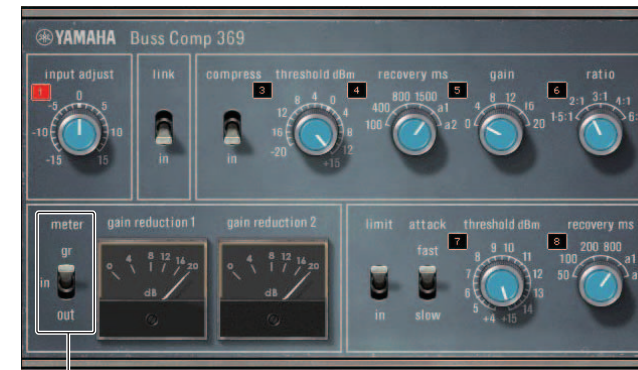 YAMAHA Buss Comp 369
input adjust
1
-15 -10 -5 0 5 10 15
link
in
compress
in
threshold dBm
3 4
-20 16 12 8 4 0 4 8 12 +15
recovery ms
5
100 400 800 1500 a1 a2
gain
0 4 8 12 16 20
6
ratio
1·5:1 2:1 3:1 4:1 6:
meter
gr
in
out
gain reduction 1
0 4 8 12 16 20
dB
gain reduction 2
0 4 8 12 16 20
dB
limit
in
attack
fast
slow
threshold dBm
7
+4 5 6 7 8 9 10 11 12 13 14 +15
recovery ms
8
50 100 200 800 a1